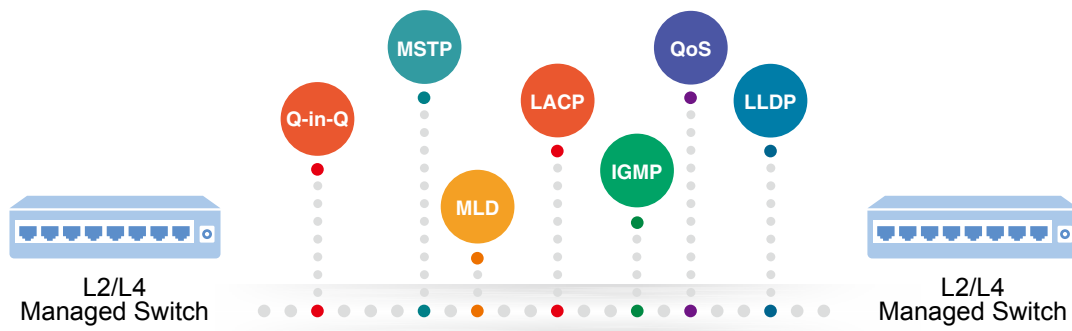 MSTP
QoS
Q-in-Q
LACP
LLDP
IGMP
MLD
L2/L4
Managed Switch
L2/L4
Managed Switch